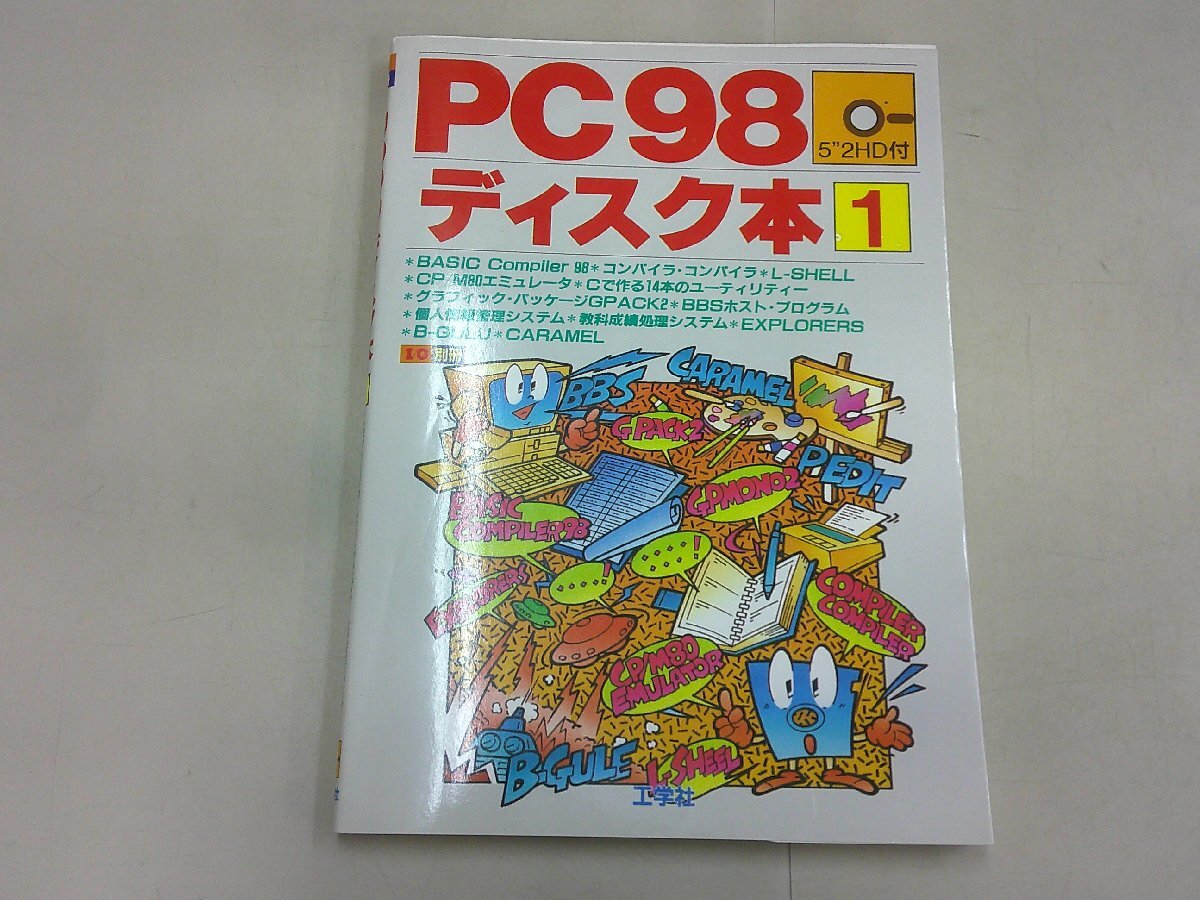 PC98
5"2HD付
ディスク本 1
*BASIC Compiler 98*コンパイラ・コンパイラ*L-SHELL
*CP/M80エミュレータ*Cで作る14本のユーティリティー
*グラフィック・パッケージGPACK2*BBSホスト・プログラム
*個人情報管理システム*教科成績処理システム*EXPLORERS
*CARAMEL
I/O別冊
BBS
CARAMEL
GPACK2
P EDIT
GPMONO2
BASIC
COMPILER98
C
!
!
EXPLORERS
COMPILER
COMPILER
CP/M80
EMULATOR
B-GULE
L-SHEEL
工学社